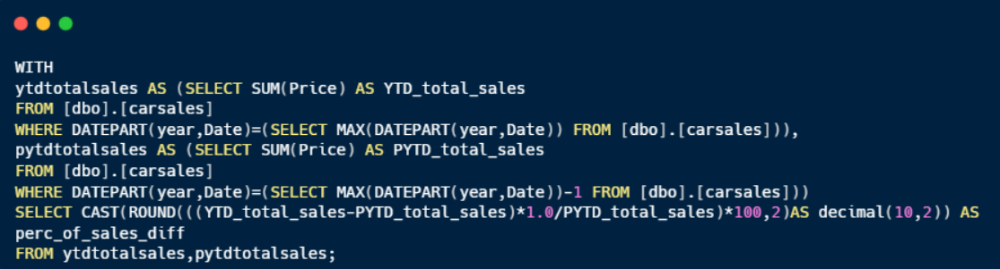 WITH
ytdtotalsales AS (SELECT SUM(Price) AS YTD_total_sales
FROM [dbo].[carsales]
WHERE DATEPART(year,Date)=(SELECT MAX(DATEPART(year,Date)) FROM [dbo].[carsales])),
pytdtotalsales AS (SELECT SUM(Price) AS PYTD_total_sales
FROM [dbo].[carsales]
WHERE DATEPART(year,Date)=(SELECT MAX(DATEPART(year,Date))-1 FROM [dbo].[carsales]))
SELECT CAST(ROUND(((YTD_total_sales-PYTD_total_sales)*1.0/PYTD_total_sales)*100,2)AS decimal(10,2)) AS
perc_of_sales_diff
FROM ytdtotalsales,pytdtotalsales;